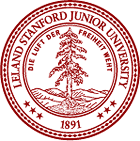 LELAND STANFORD JUNIOR UNIVERSITY
DIE LUFT DER FREIHEIT WEHT
1891